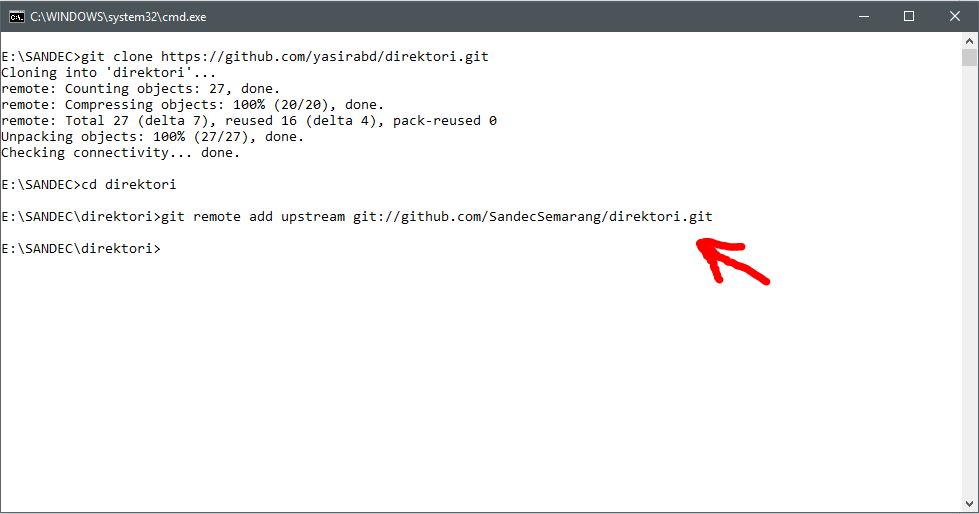 C:\WINDOWS\system32\cmd.exe
E:\SANDEC>git clone https://github.com/yasirabd/direktori.git
Cloning into 'direktori'...
remote: Counting objects: 27, done.
remote: Compressing objects: 100% (20/20), done.
remote: Total 27 (delta 7), reused 16 (delta 4), pack-reused 0
Unpacking objects: 100% (27/27), done.
Checking connectivity... done.
E:\SANDEC>cd direktori
E:\SANDEC\direktori>git remote add upstream git://github.com/SandecSemarang/direktori.git
E:\SANDEC\direktori>